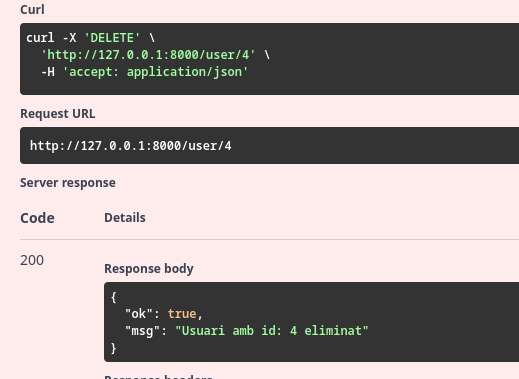 Curl
curl -X 'DELETE' \
  'http://127.0.0.1:8000/user/4' \
  -H 'accept: application/json'
Request URL
http://127.0.0.1:8000/user/4
Server response
Code Details
200
Response body
{
  "ok": true,
  "msg": "Usuari amb id: 4 eliminat"
}
Response headers